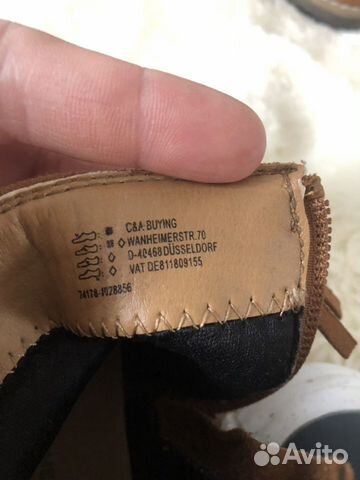 C&A BUYING
WANHEIMERSTR.70
D-40468 DÜSSELDORF
VAT DE811809155
74178-1028856
Avito